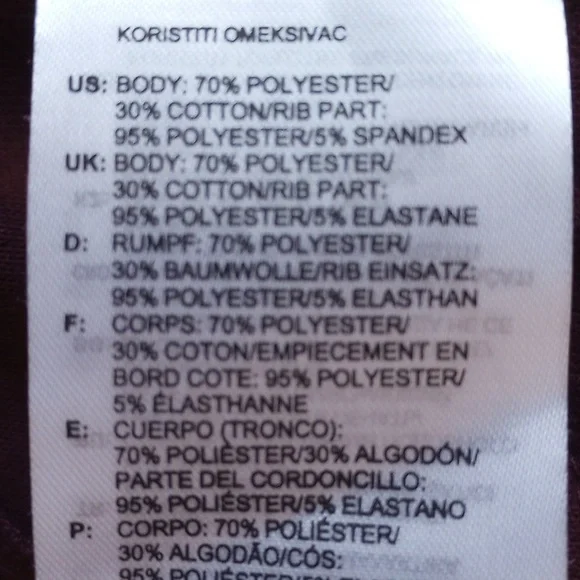 KORISTITI OMEKSIVAC
US: BODY: 70% POLYESTER/
30% COTTON/RIB PART:
95% POLYESTER/5% SPANDEX
UK: BODY: 70% POLYESTER/
30% COTTON/RIB PART:
95% POLYESTER/5% ELASTANE
D: RUMPF: 70% POLYESTER/
30% BAUMWOLLE/RIB EINSATZ:
95% POLYESTER/5% ELASTHAN
F: CORPS: 70% POLYESTER/
30% COTON/EMPIECEMENT EN
BORD COTE: 95% POLYESTER/
5% ÉLASTHANNE
E: CUERPO (TRONCO):
70% POLIÉSTER/30% ALGODÓN/
PARTE DEL CORDONCILLO:
95% POLIÉSTER/5% ELASTANO
P: CORPO: 70% POLIÉSTER/
30% ALGODÃO/CÓS:
95% POLIÉSTER/5%